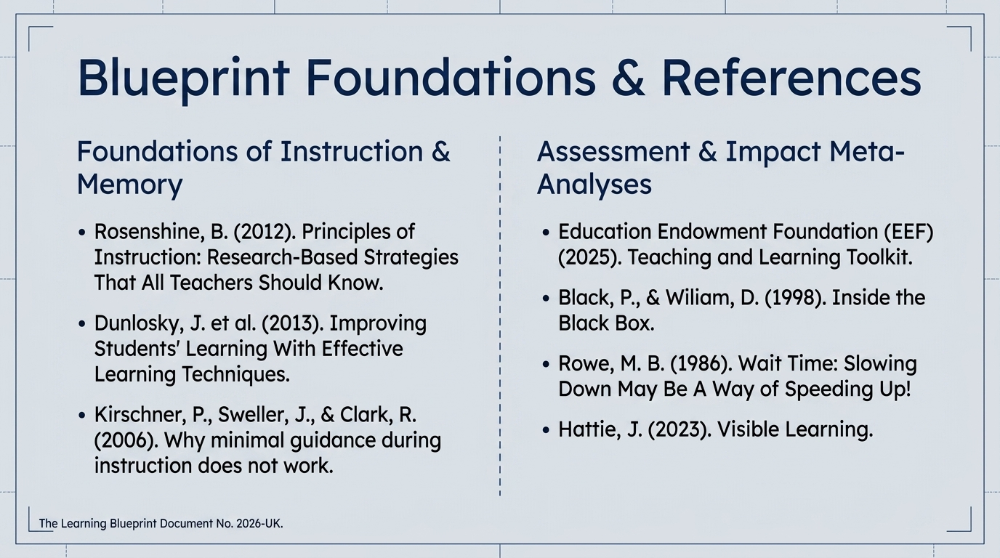 Blueprint Foundations & References
Foundations of Instruction &
Memory
• Rosenshine, B. (2012). Principles of
Instruction: Research-Based Strategies
That All Teachers Should Know.
• Dunlosky, J. et al. (2013). Improving
Students' Learning With Effective
Learning Techniques.
• Kirschner, P., Sweller, J., & Clark, R.
(2006). Why minimal guidance during
instruction does not work.
Assessment & Impact Meta-
Analyses
• Education Endowment Foundation (EEF)
(2025). Teaching and Learning Toolkit.
• Black, P., & Wiliam, D. (1998). Inside the
Black Box.
• Rowe, M. B. (1986). Wait Time: Slowing
Down May Be A Way of Speeding Up!
• Hattie, J. (2023). Visible Learning.
The Learning Blueprint Document No. 2026-UK.